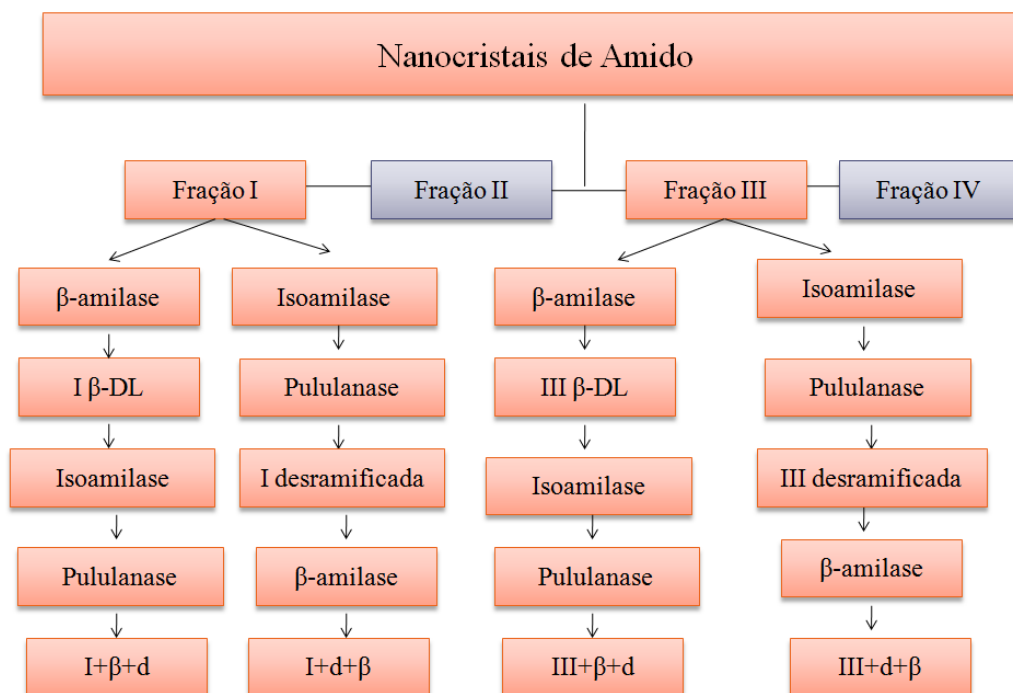 Nanocristais de Amido
Fração I
Fração II
Fração III
Fração IV
β-amilase
Isoamilase
β-amilase
Isoamilase
I β-DL
Pululanase
III β-DL
Pululanase
Isoamilase
I desramificada
Isoamilase
III desramificada
Pululanase
β-amilase
Pululanase
β-amilase
I+β+d
I+d+β
III+β+d
III+d+β